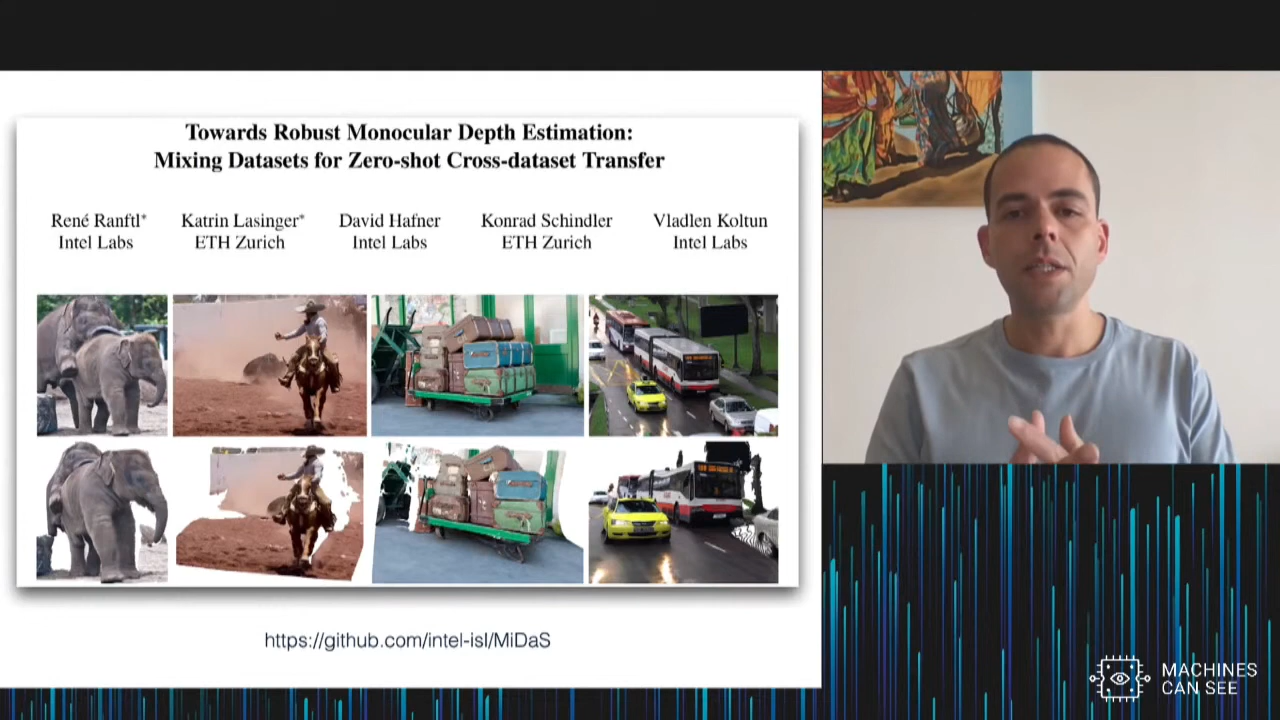 Towards Robust Monocular Depth Estimation:
Mixing Datasets for Zero-shot Cross-dataset Transfer
René Ranftl* Katrin Lasinger* David Hafner Konrad Schindler Vladlen Koltun
Intel Labs ETH Zurich Intel Labs ETH Zurich Intel Labs
https://github.com/intel-isl/MiDaS
MACHINES
CAN SEE